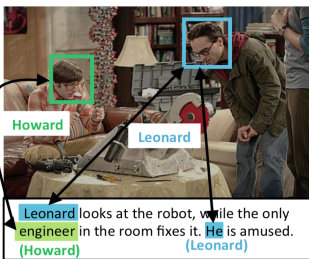 Howard
Leonard
Leonard looks at the robot, while the only
engineer in the room fixes it. He is amused.
(Howard)
(Leonard)